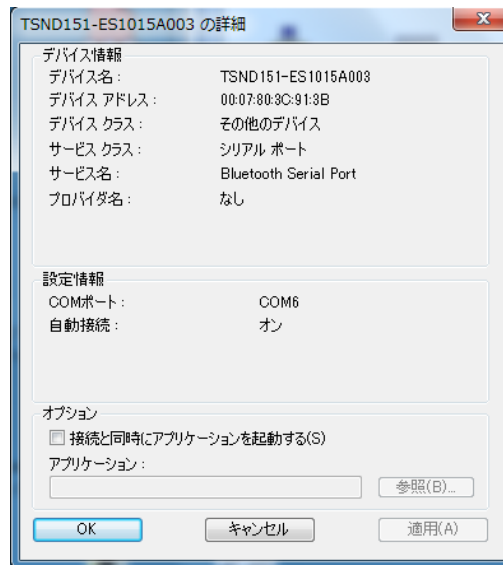 TSND151-ES1015A003 の詳細
デバイス情報
デバイス名 : TSND151-ES1015A003
デバイス アドレス : 00:07:80:3C:91:3B
デバイス クラス : その他のデバイス
サービス クラス : シリアル ポート
サービス名 : Bluetooth Serial Port
プロバイダ名 : なし
設定情報
COMポート : COM6
自動接続 : オン
オプション
接続と同時にアプリケーションを起動する(S)
アプリケーション :
参照(B)...
OK キャンセル 適用(A)